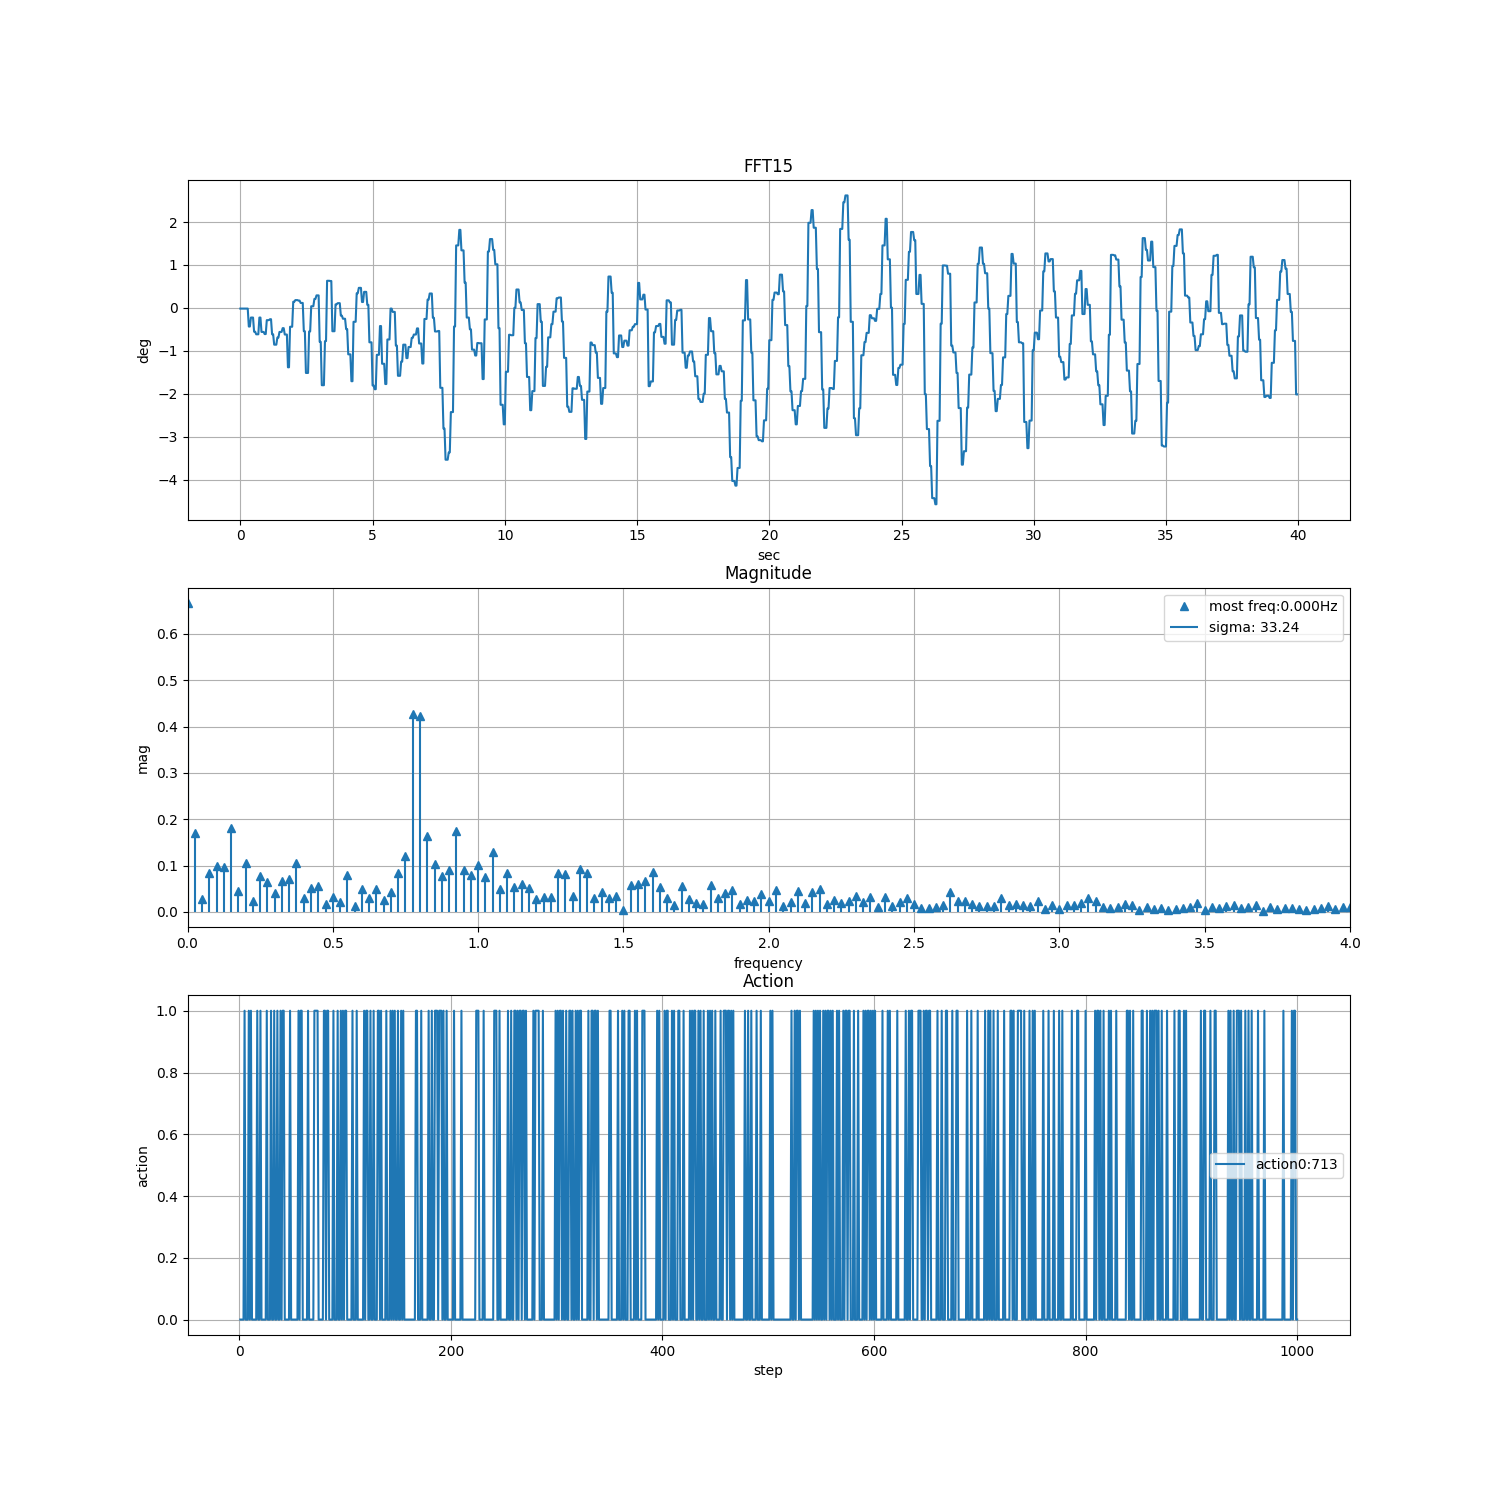 FFT15
deg
2
1
0
−1
−2
−3
−4
0 5 10 15 20 25 30 35 40
sec
Magnitude
mag
0.6
0.5
0.4
0.3
0.2
0.1
0.0
most freq:0.000Hz
sigma: 33.24
0.0 0.5 1.0 1.5 2.0 2.5 3.0 3.5 4.0
frequency
Action
action
1.0
0.8
0.6
0.4
0.2
0.0
action0:713
0 200 400 600 800 1000
step